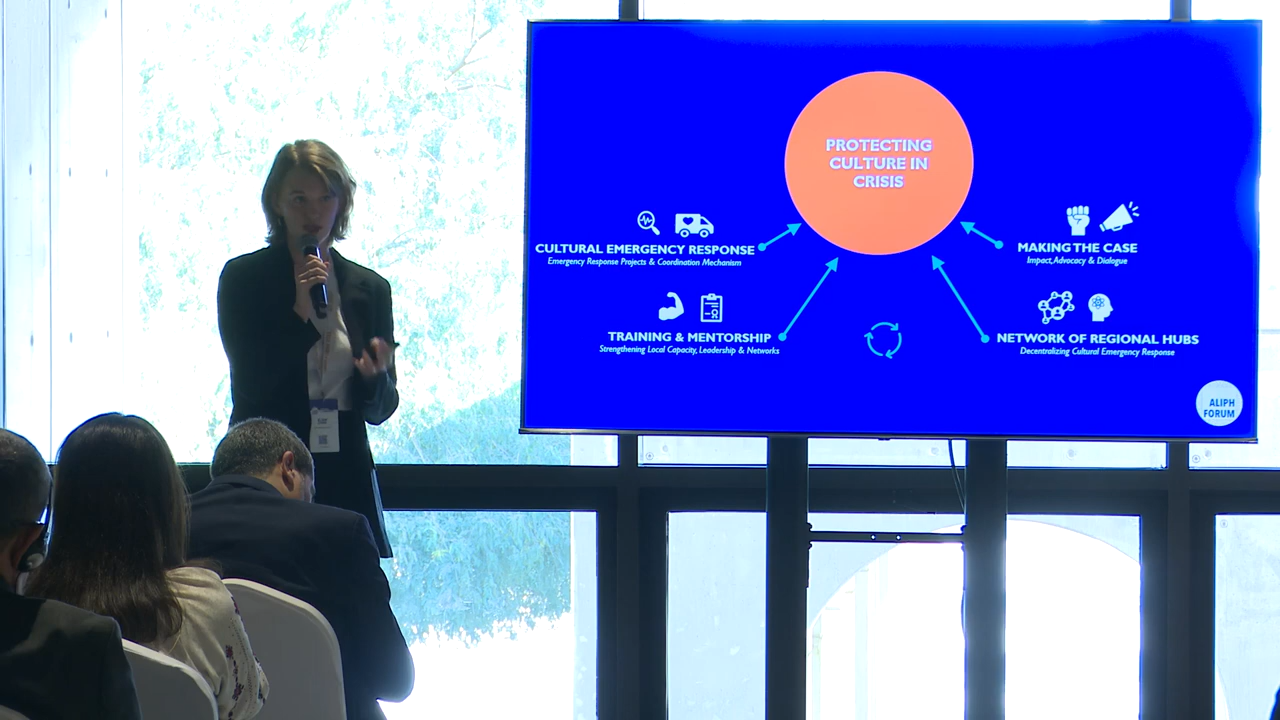 PROTECTING
CULTURE IN
CRISIS
CULTURAL EMERGENCY RESPONSE
Emergency Response Projects & Coordination Mechanism
MAKING THE CASE
Impact, Advocacy & Dialogue
TRAINING & MENTORSHIP
Strengthening Local Capacity, Leadership & Networks
NETWORK OF REGIONAL HUBS
Decentralizing Cultural Emergency Response
ALIPH
FORUM